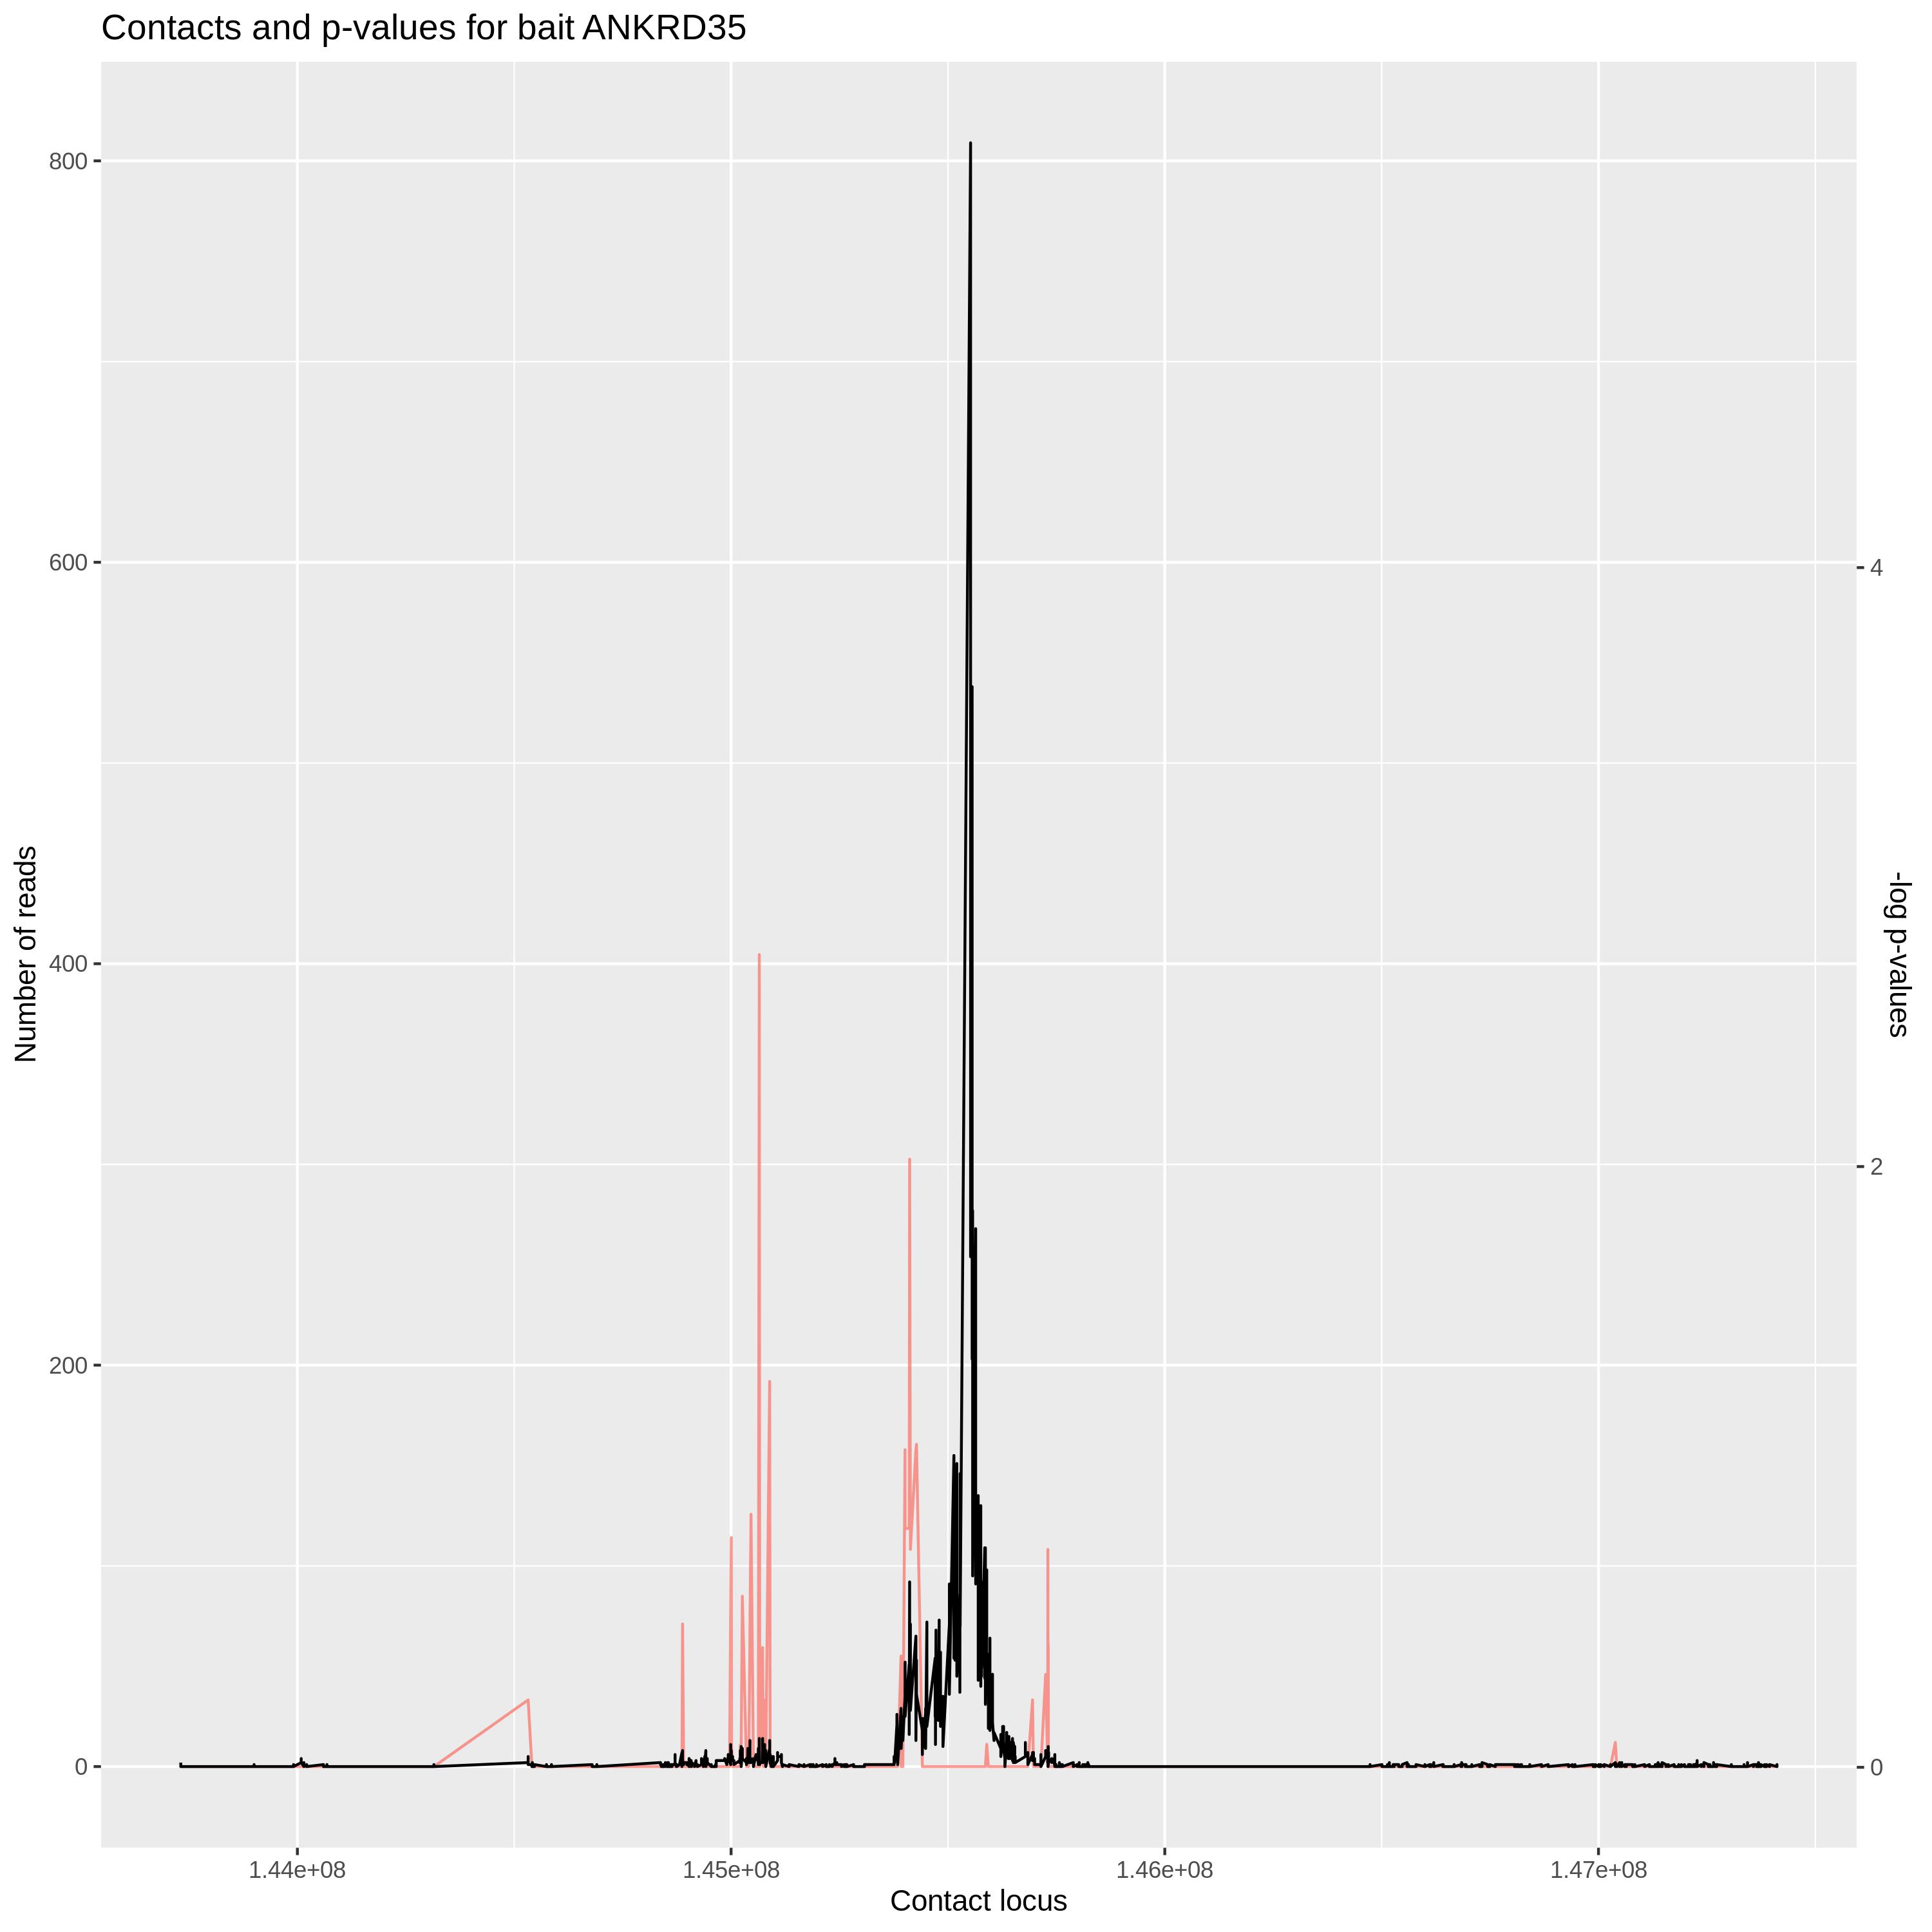 Contacts and p-values for bait ANKRD35
800
600
400
200
0
Number of reads
4
2
0
-log p-values
1.44e+08
1.45e+08
1.46e+08
1.47e+08
Contact locus